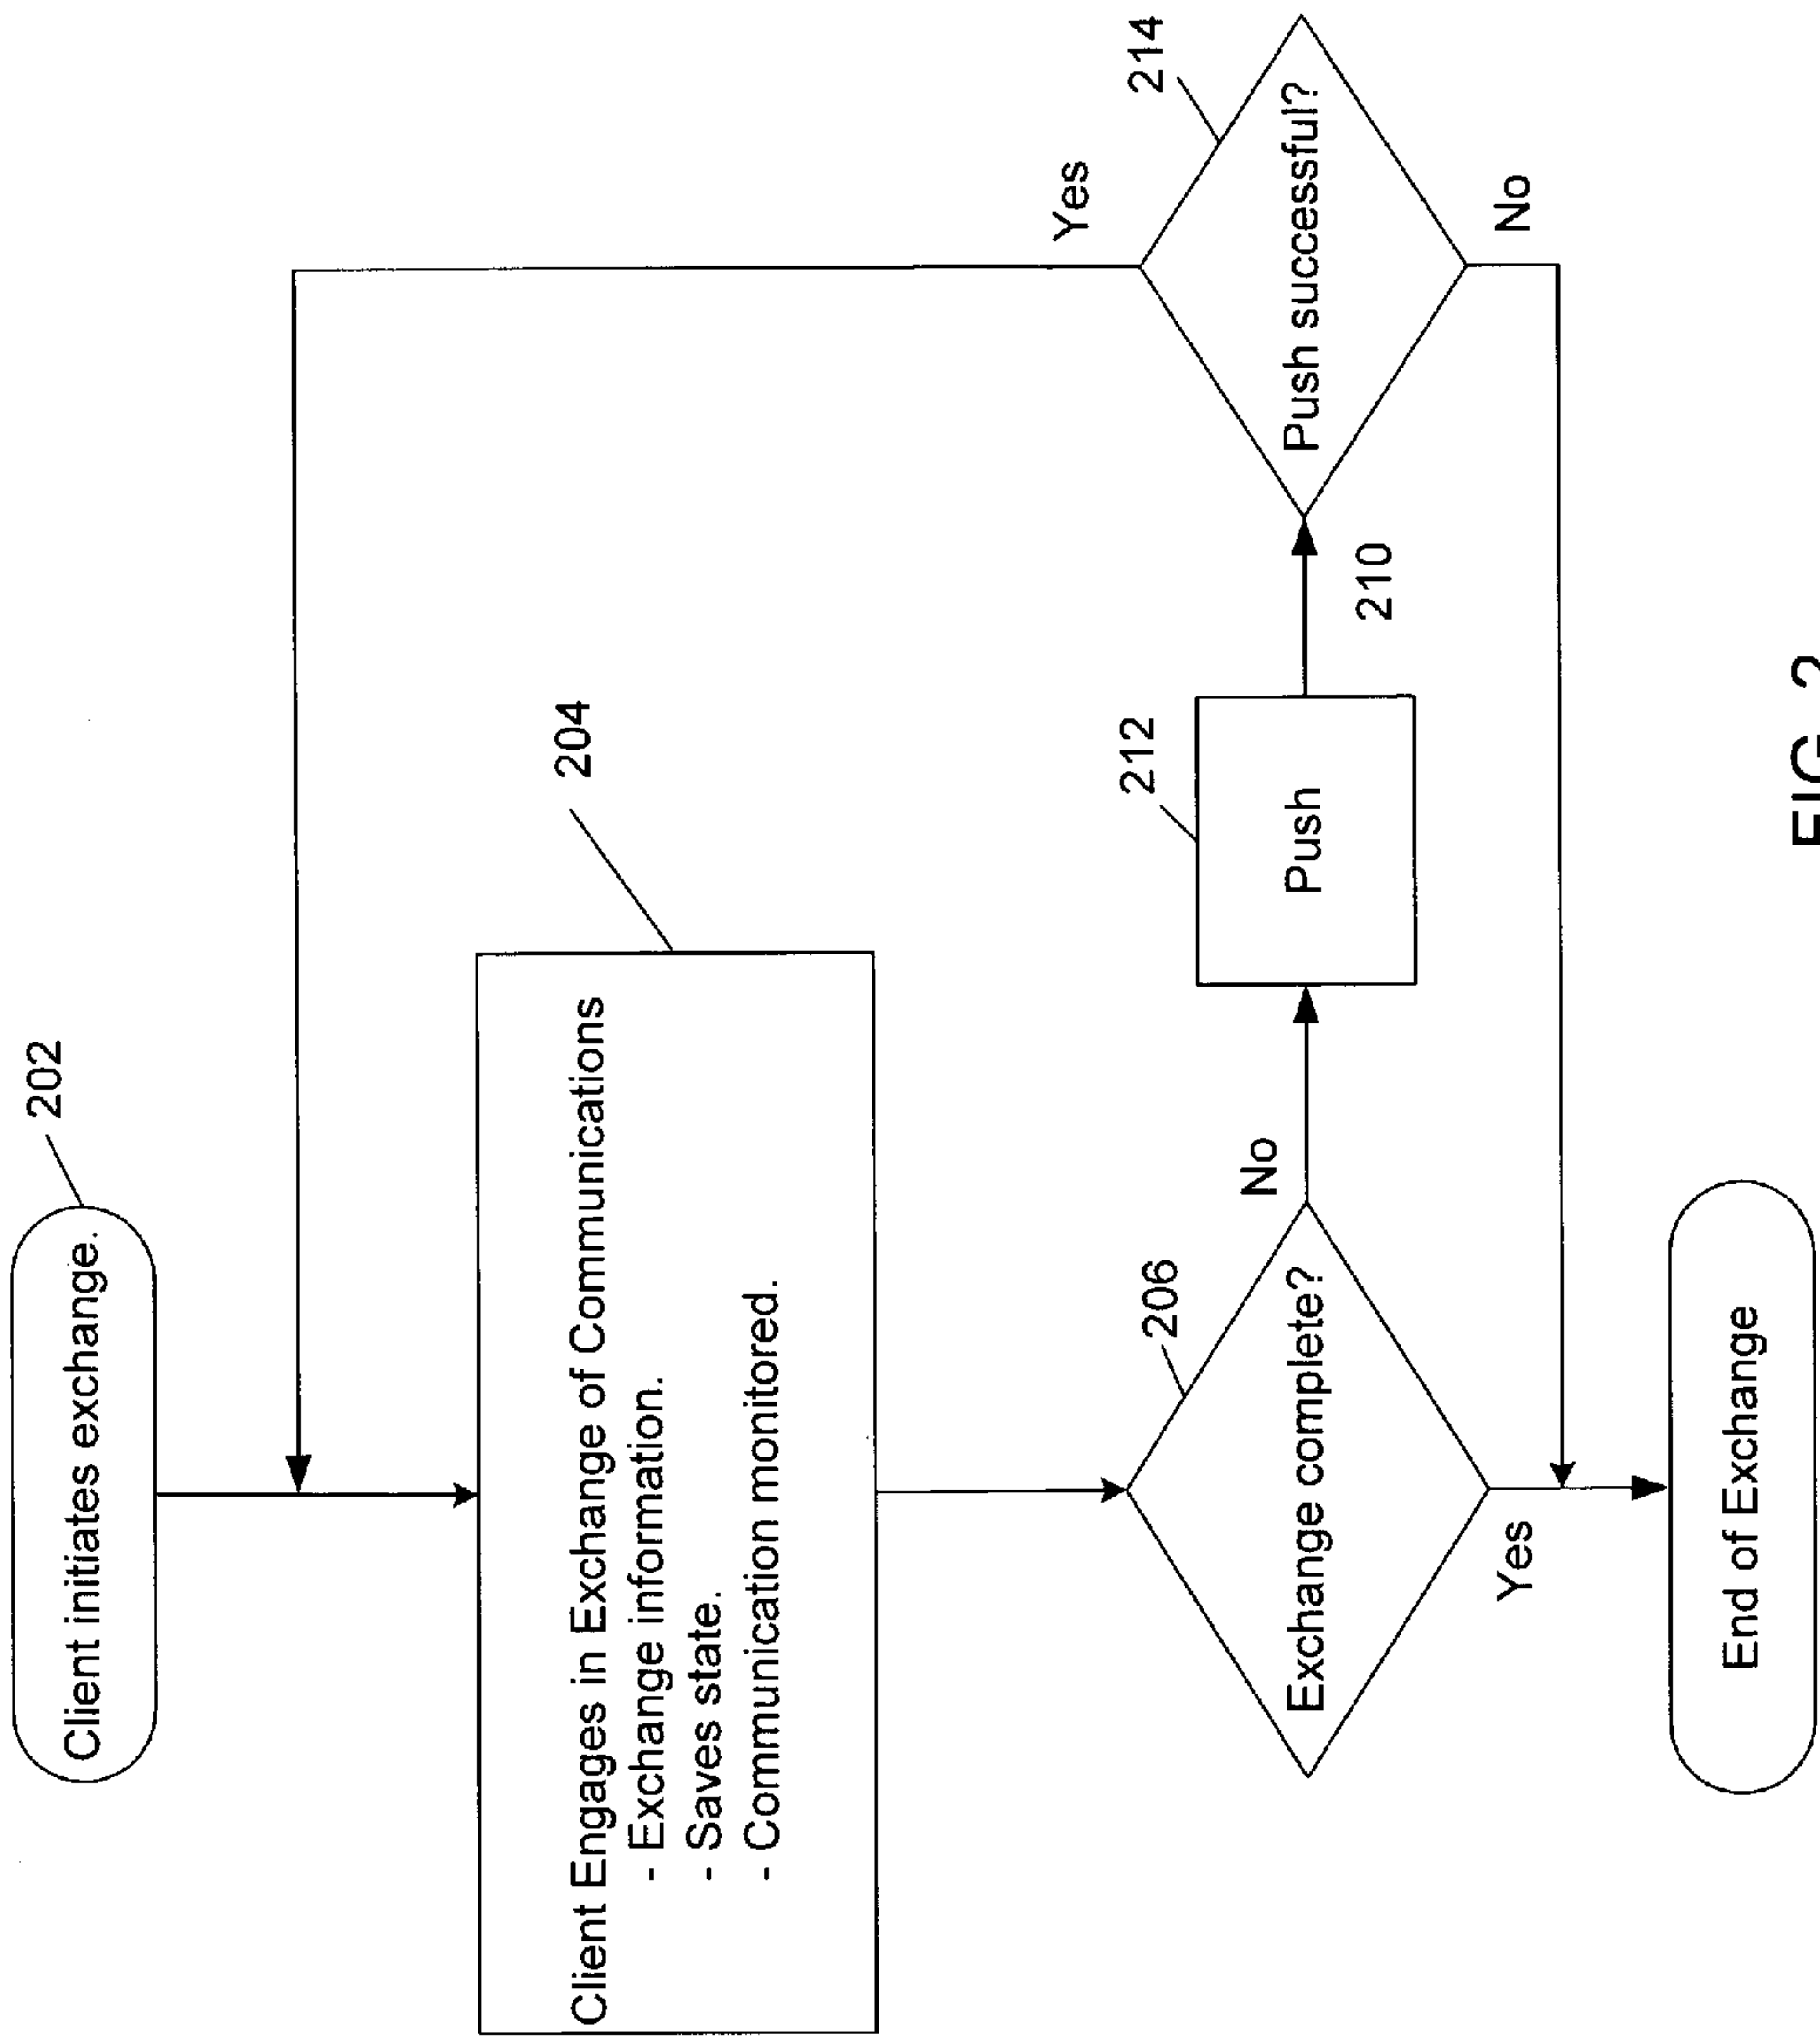 202
Client initiates exchange.
204
Client Engages in Exchange of Communications
- Exchange information.
- Saves state.
- Communication monitored.
206
Exchange complete?
No
Yes
212
Push
210
214
Push successful?
Yes
No
End of Exchange
FIG. 2